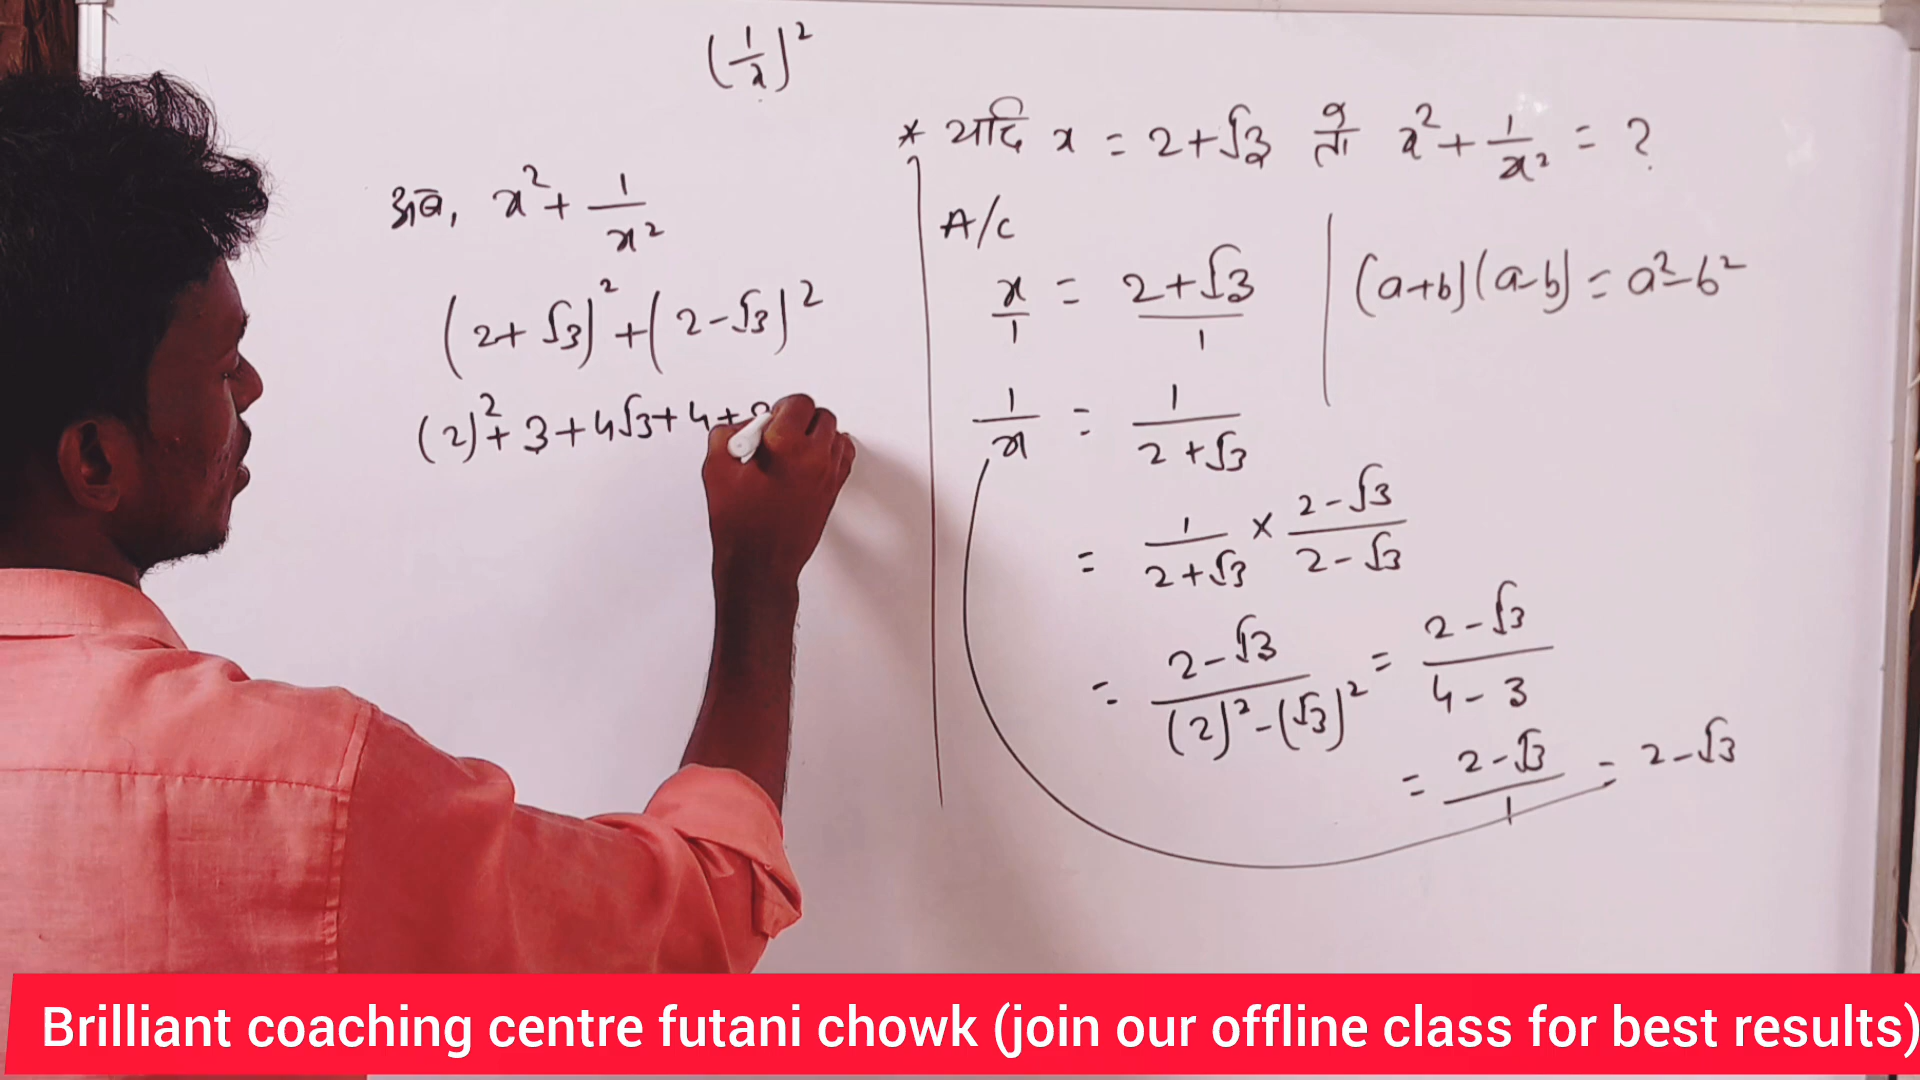 (1/x)²
* यदि x = 2+√3 तो x² + 1/x² = ?
A/c
x/1 = (2+√3)/1
(a+b)(a-b) = a²-b²
1/x = 1/(2+√3)
= 1/(2+√3) × (2-√3)/(2-√3)
= (2-√3)/((2)²-(√3)²) = (2-√3)/(4-3)
= (2-√3)/1 = 2-√3
अब, x² + 1/x²
(2+√3)² + (2-√3)²
(2)² + 3 + 4√3 + 4 +
Brilliant coaching centre futani chowk (join our offline class for best results)